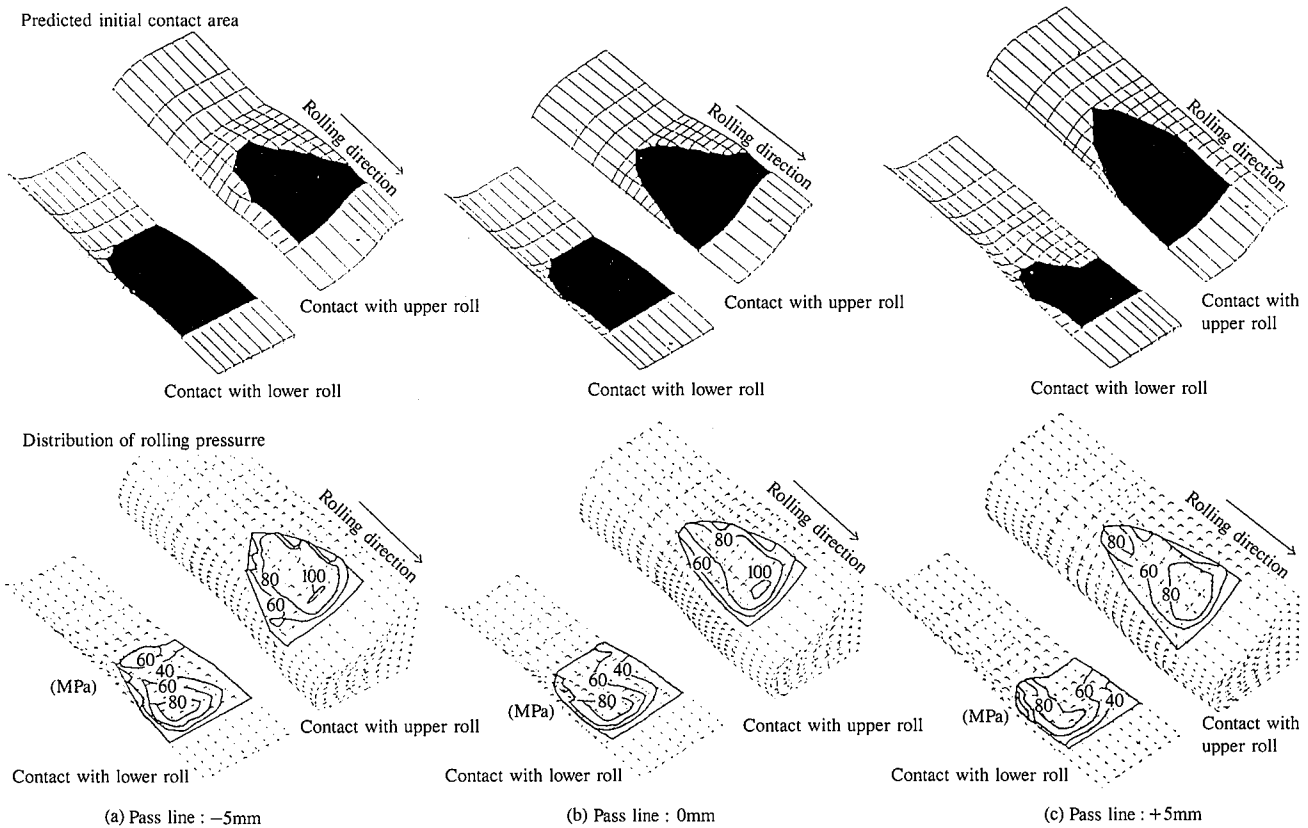 Predicted initial contact area
Rolling direction
Contact with upper roll
Contact with lower roll
Rolling direction
Contact with upper roll
Contact with lower roll
Rolling direction
Contact with
upper roll
Contact with lower roll
Distribution of rolling pressurre
Rolling direction
80
100
60
60
40
60
80
(MPa)
Contact with upper roll
Contact with lower roll
Rolling direction
80
60
100
40
60
80
(MPa)
Contact with upper roll
Contact with lower roll
Rolling direction
80
60
80
60
40
80
(MPa)
Contact with
upper roll
Contact with lower roll
(a) Pass line : −5mm
(b) Pass line : 0mm
(c) Pass line : +5mm